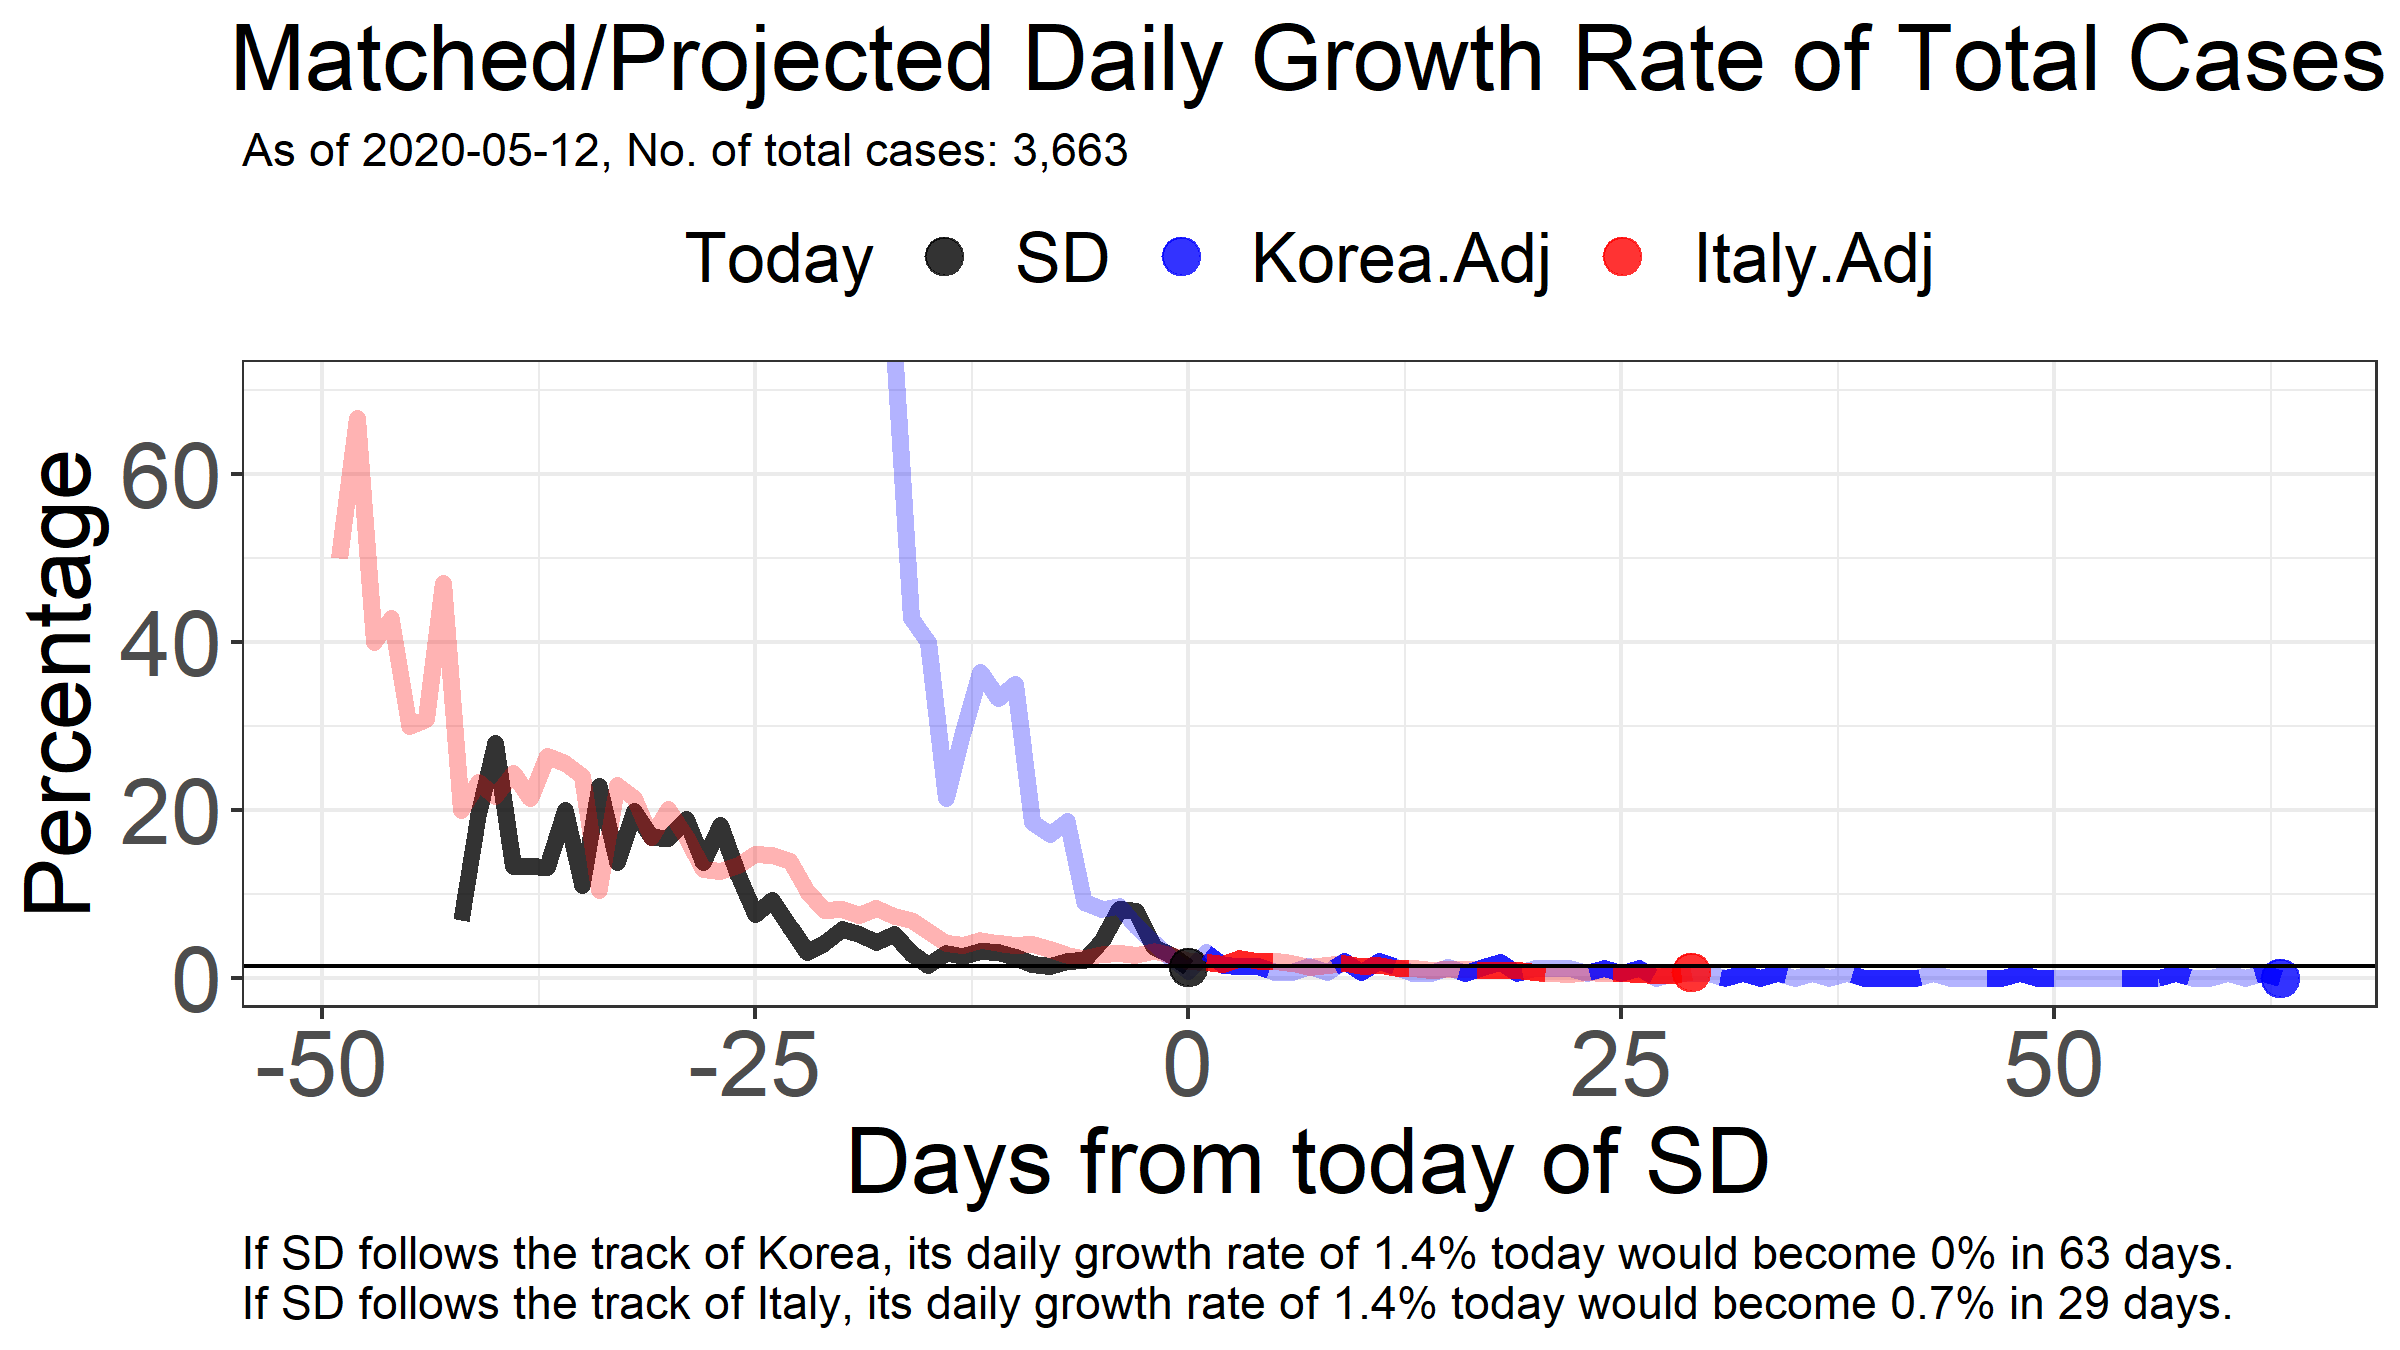 Matched/Projected Daily Growth Rate of Total Cases
As of 2020-05-12, No. of total cases: 3,663
Today SD Korea.Adj Italy.Adj
Percentage
60
40
20
0
-50 -25 0 25 50
Days from today of SD
If SD follows the track of Korea, its daily growth rate of 1.4% today would become 0% in 63 days.
If SD follows the track of Italy, its daily growth rate of 1.4% today would become 0.7% in 29 days.